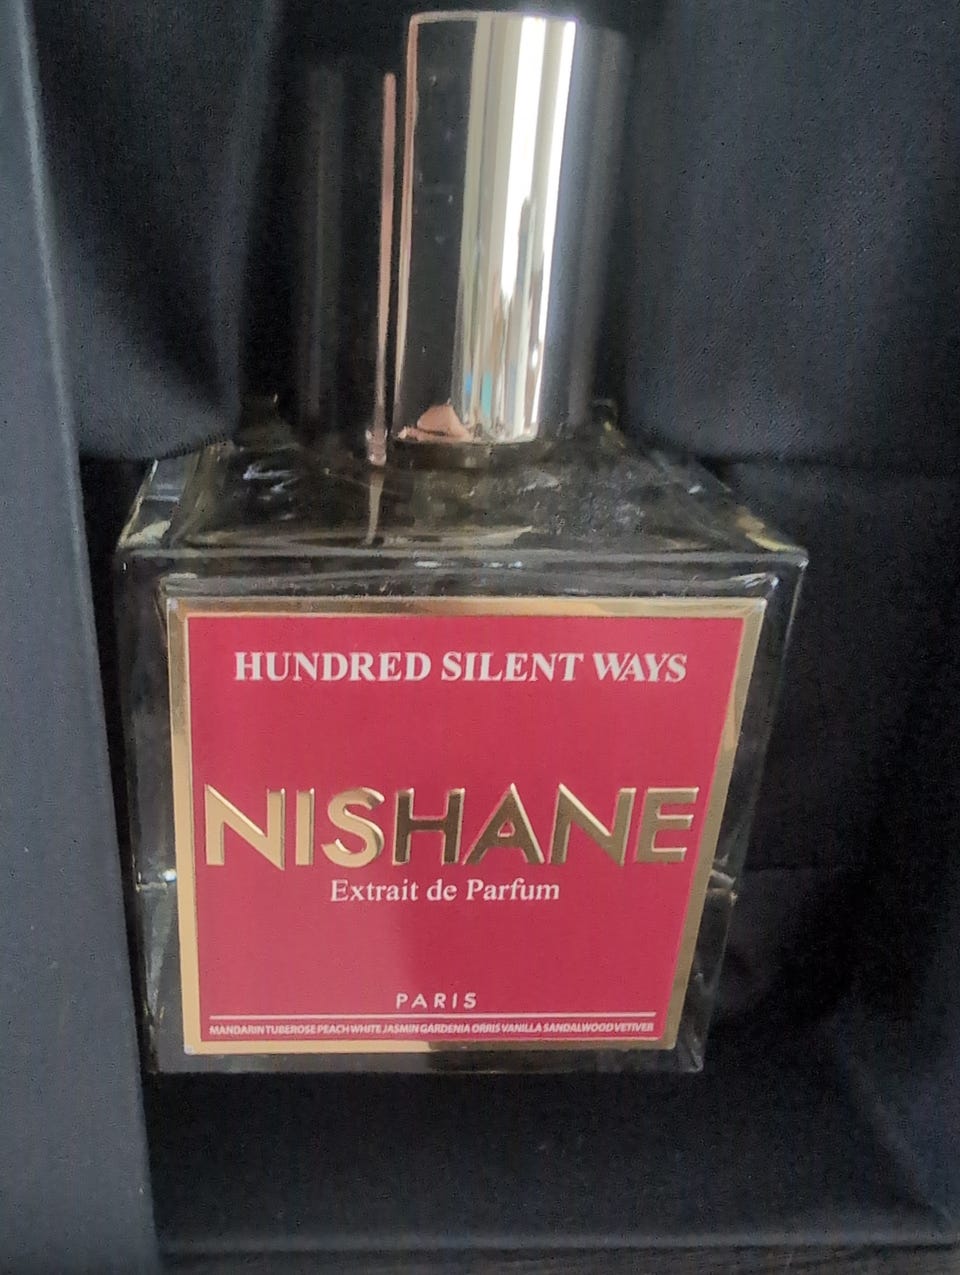 HUNDRED SILENT WAYS
NISHANE
Extrait de Parfum
PARIS
MANDARIN TUBEROSE PEACH WHITE JASMIN GARDENIA ORRIS VANILLA SANDALWOOD VETIVER